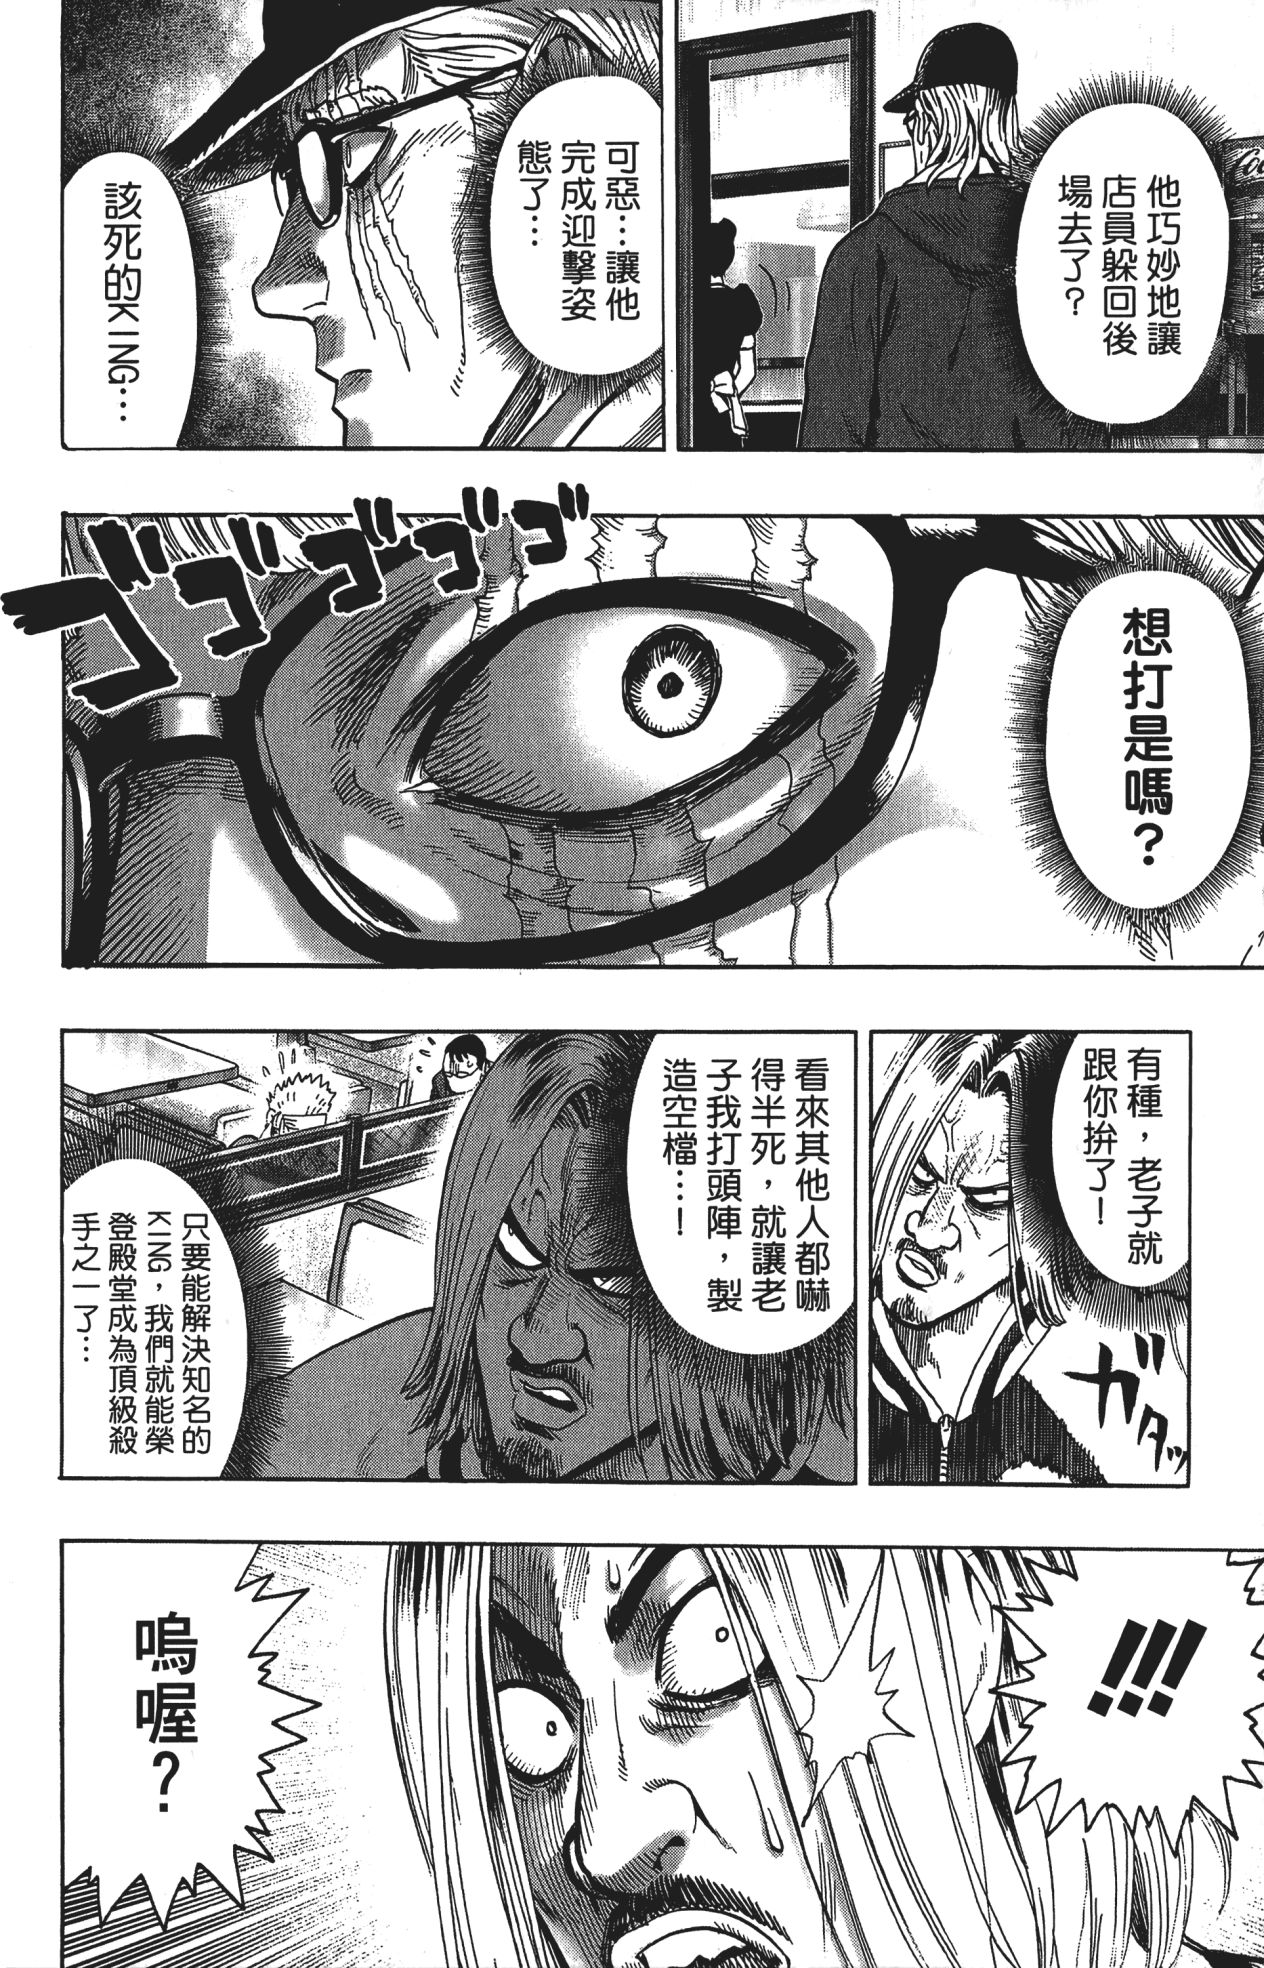 他巧妙地讓
店員躲回後
場去了？
可惡…讓他
完成迎擊姿
態了…
該死的KING…
想打是嗎？
ゴゴゴゴゴ
有種，老子就
跟你拚了！
ガタッ
看來其他人都嚇
得半死，就讓老
子我打頭陣，製
造空檔…！
只要能解決知名的
KING，我們就能榮
登殿堂成為頂級殺
手之一了…
!!!
嗚喔？